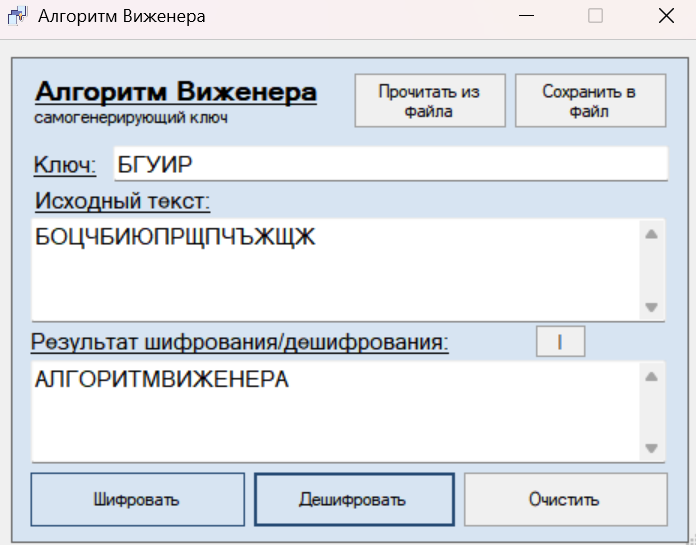 Алгоритм Виженера
Алгоритм Виженера
самогенерирующий ключ
Прочитать из
файла
Сохранить в
файл
Ключ:
БГУИР
Исходный текст:
БОЦЧБИЮПРЩПЧЪЖЩЖ
Результат шифрования/дешифрования:
I
АЛГОРИТМВИЖЕНЕРА
Шифровать
Дешифровать
Очистить